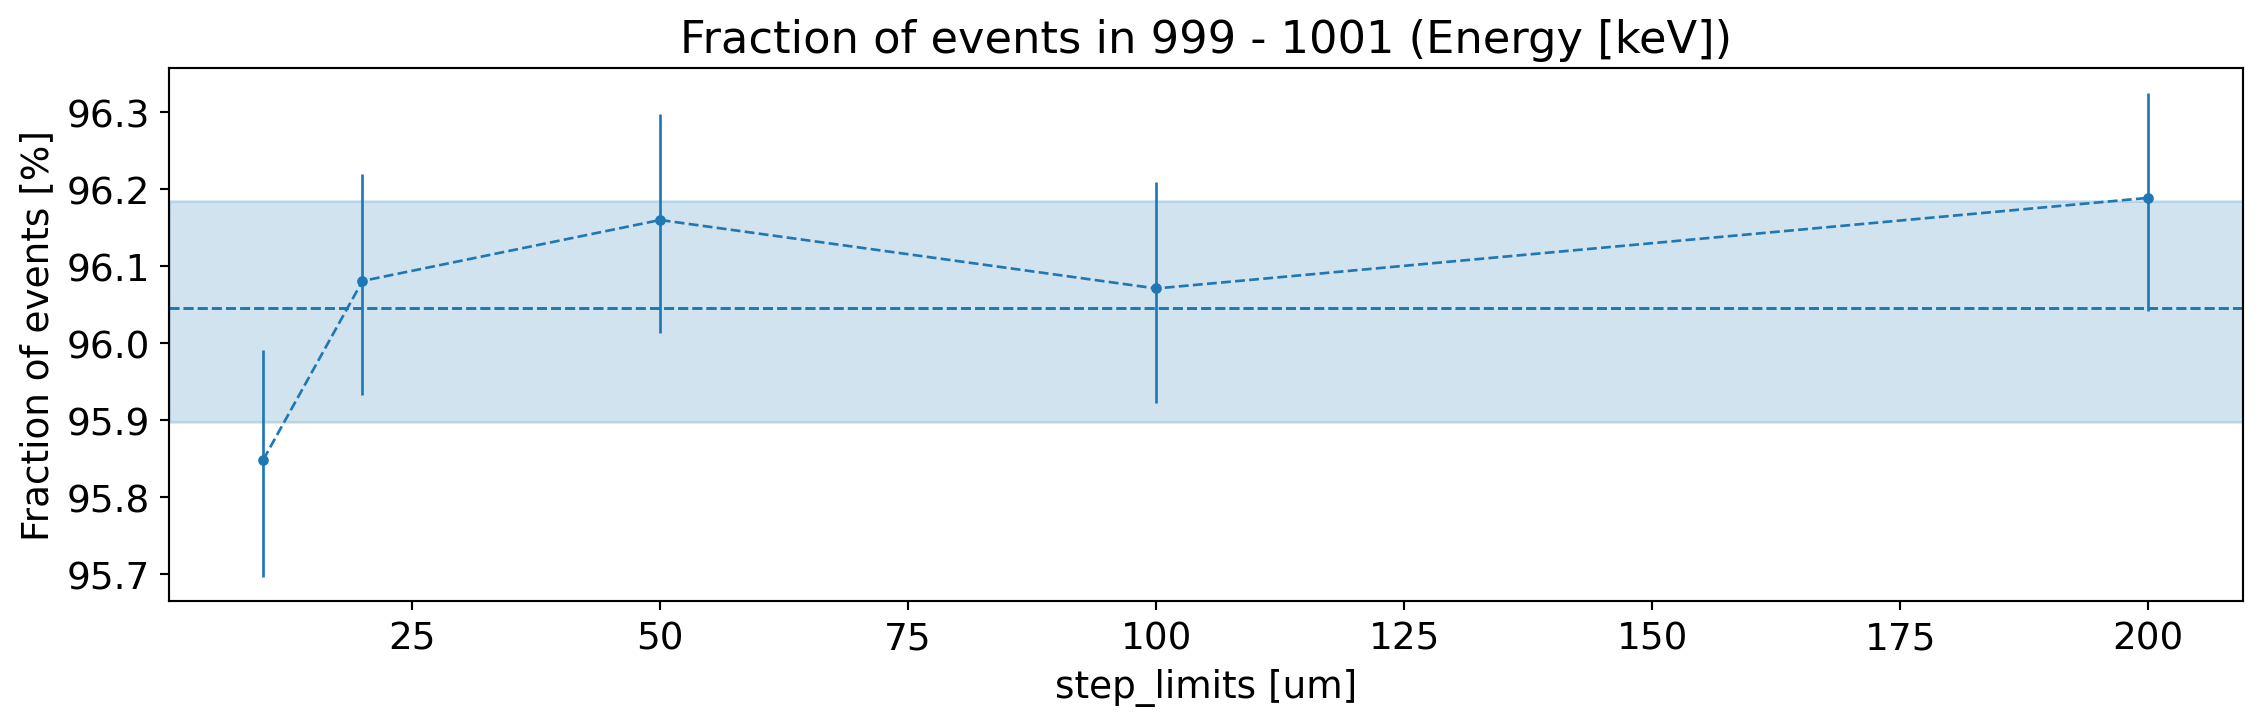 Fraction of events in 999 - 1001 (Energy [keV])
Fraction of events [%]
96.3
96.2
96.1
96.0
95.9
95.8
95.7
25 50 75 100 125 150 175 200
step_limits [um]